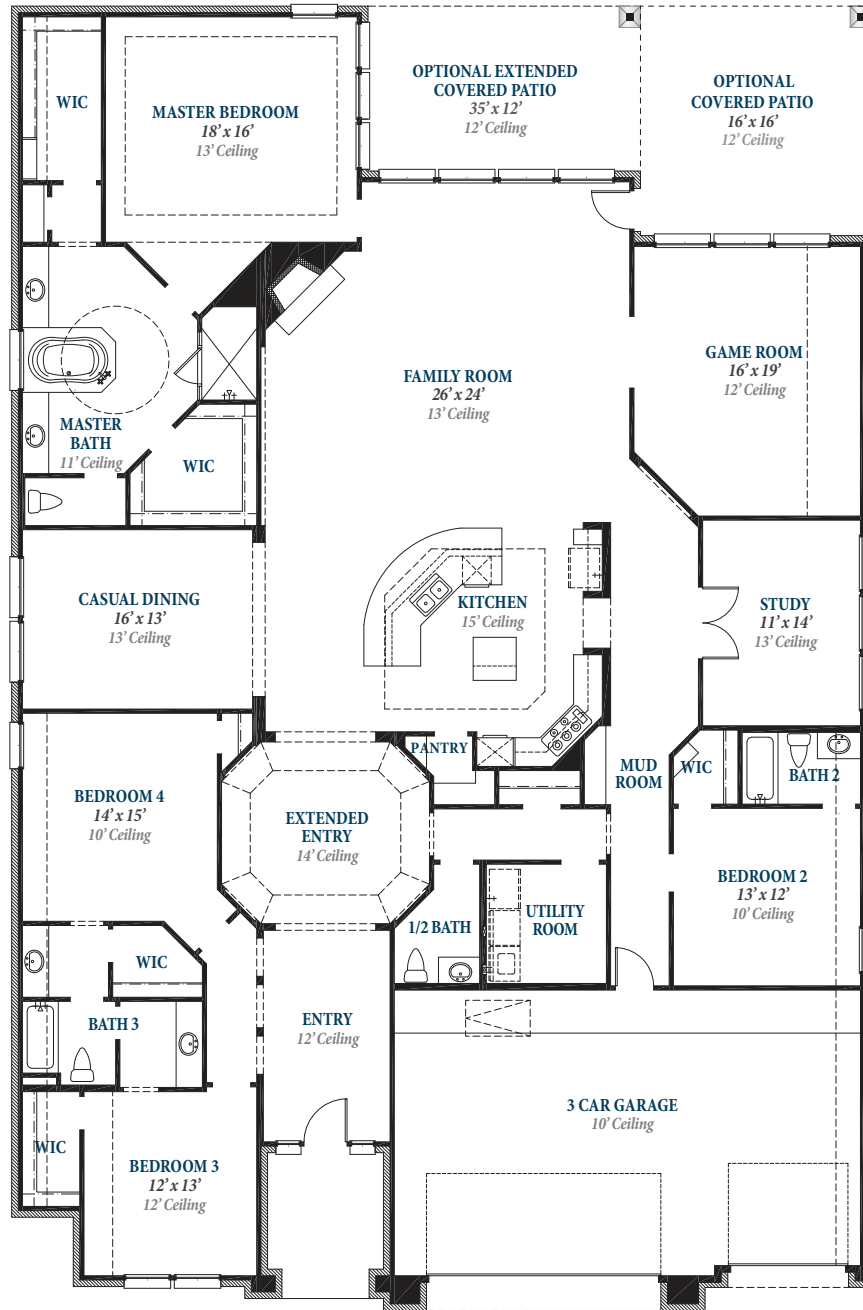 WIC
MASTER BEDROOM
18' x 16'
13' Ceiling
OPTIONAL EXTENDED
COVERED PATIO
35' x 12'
12' Ceiling
OPTIONAL
COVERED PATIO
16' x 16'
12' Ceiling
FAMILY ROOM
26' x 24'
13' Ceiling
GAME ROOM
16' x 19'
12' Ceiling
MASTER
BATH
11' Ceiling
WIC
CASUAL DINING
16' x 13'
13' Ceiling
KITCHEN
15' Ceiling
STUDY
11' x 14'
13' Ceiling
PANTRY
MUD
ROOM
WIC
BATH 2
BEDROOM 4
14' x 15'
10' Ceiling
EXTENDED
ENTRY
14' Ceiling
BEDROOM 2
13' x 12'
10' Ceiling
1/2 BATH
UTILITY
ROOM
WIC
BATH 3
ENTRY
12' Ceiling
3 CAR GARAGE
10' Ceiling
WIC
BEDROOM 3
12' x 13'
12' Ceiling